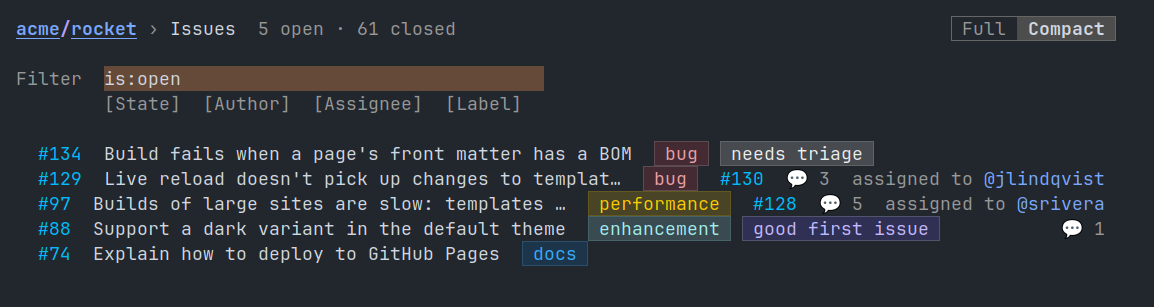 acme/rocket › Issues 5 open · 61 closed Full Compact
Filter is:open
[State] [Author] [Assignee] [Label]
#134 Build fails when a page's front matter has a BOM bug needs triage
#129 Live reload doesn't pick up changes to templat… bug #130 💬 3 assigned to @jlindqvist
#97 Builds of large sites are slow: templates … performance #128 💬 5 assigned to @srivera
#88 Support a dark variant in the default theme enhancement good first issue 💬 1
#74 Explain how to deploy to GitHub Pages docs